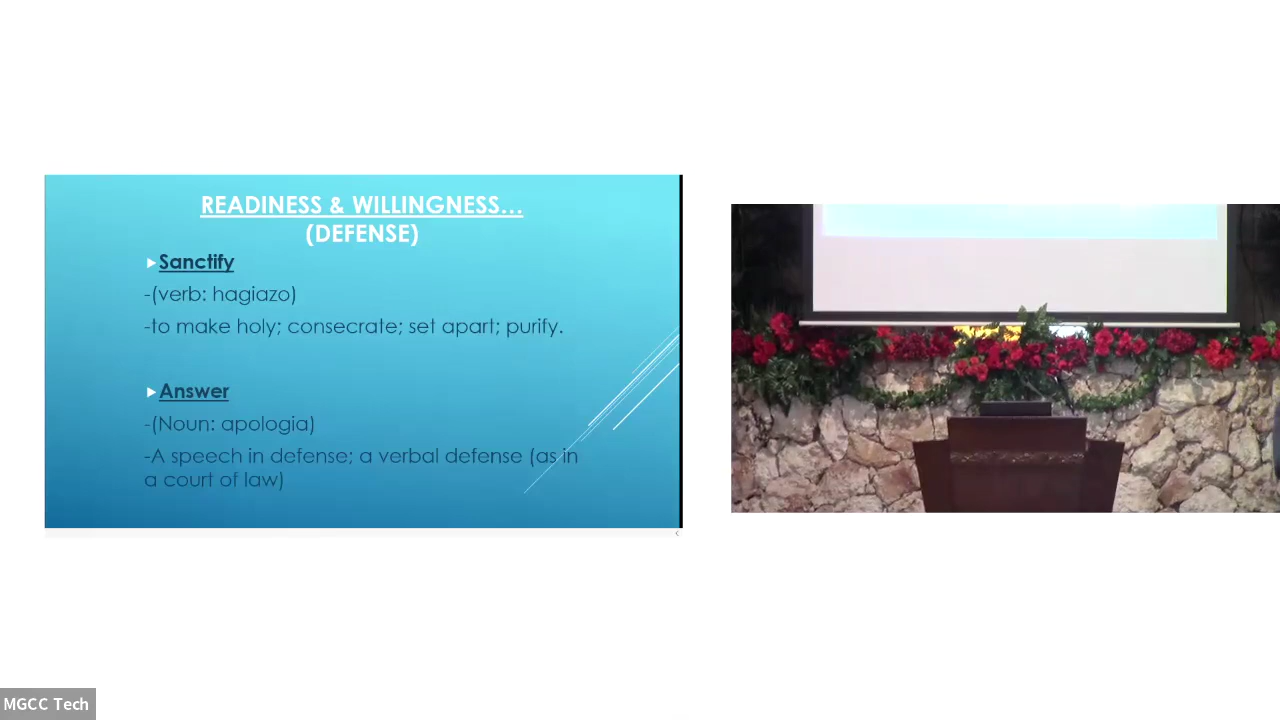 READINESS & WILLINGNESS...
(DEFENSE)
Sanctify
-(verb: hagiazo)
-to make holy; consecrate; set apart; purify.
Answer
-(Noun: apologia)
-A speech in defense; a verbal defense (as in
a court of law)
MGCC Tech